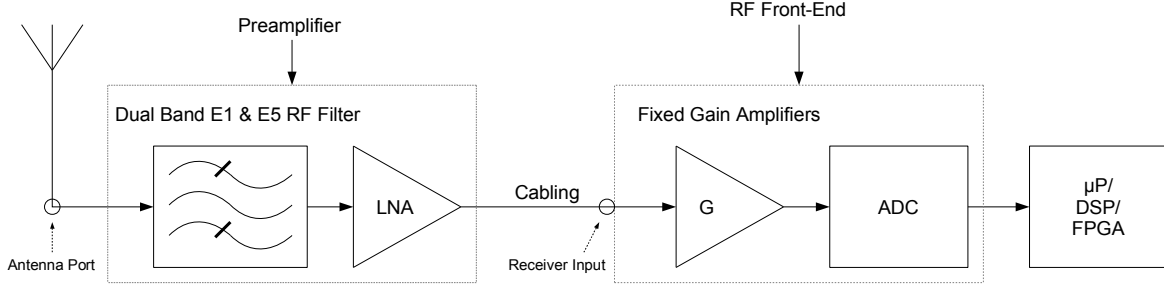 Preamplifier
RF Front-End
Dual Band E1 & E5 RF Filter
Fixed Gain Amplifiers
LNA
Cabling
G
ADC
µP/
DSP/
FPGA
Antenna Port
Receiver Input